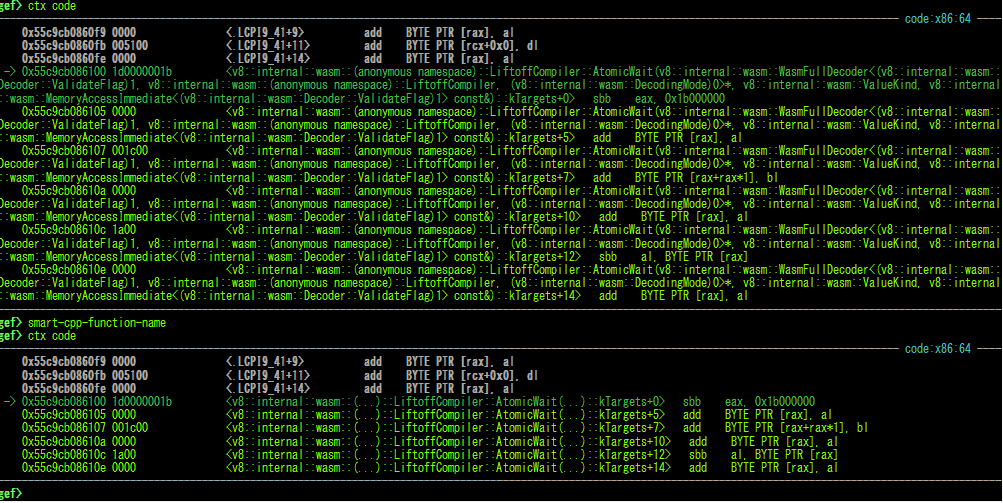 gef> ctx code
code:x86:64
0x55c9cb0860f9 0000 <.LCPI9_41+9> add BYTE PTR [rax], al
0x55c9cb0860fb 005100 <.LCPI9_41+11> add BYTE PTR [rcx+0x0], dl
0x55c9cb0860fe 0000 <.LCPI9_41+14> add BYTE PTR [rax], al
-> 0x55c9cb086100 1d0000001b <v8::internal::wasm::(anonymous namespace)::LiftoffCompiler::AtomicWait(v8::internal::wasm::WasmFullDecoder<(v8::internal::wasm::
Decoder::ValidateFlag)1, v8::internal::wasm::(anonymous namespace)::LiftoffCompiler, (v8::internal::wasm::DecodingMode)0>*, v8::internal::wasm::ValueKind, v8::internal
::wasm::MemoryAccessImmediate<(v8::internal::wasm::Decoder::ValidateFlag)1> const&)::kTargets+0> sbb eax, 0x1b000000
0x55c9cb086105 0000 <v8::internal::wasm::(anonymous namespace)::LiftoffCompiler::AtomicWait(v8::internal::wasm::WasmFullDecoder<(v8::internal::wasm::
Decoder::ValidateFlag)1, v8::internal::wasm::(anonymous namespace)::LiftoffCompiler, (v8::internal::wasm::DecodingMode)0>*, v8::internal::wasm::ValueKind, v8::internal
::wasm::MemoryAccessImmediate<(v8::internal::wasm::Decoder::ValidateFlag)1> const&)::kTargets+5> add BYTE PTR [rax], al
0x55c9cb086107 001c00 <v8::internal::wasm::(anonymous namespace)::LiftoffCompiler::AtomicWait(v8::internal::wasm::WasmFullDecoder<(v8::internal::wasm::
Decoder::ValidateFlag)1, v8::internal::wasm::(anonymous namespace)::LiftoffCompiler, (v8::internal::wasm::DecodingMode)0>*, v8::internal::wasm::ValueKind, v8::internal
::wasm::MemoryAccessImmediate<(v8::internal::wasm::Decoder::ValidateFlag)1> const&)::kTargets+7> add BYTE PTR [rax+rax*1], bl
0x55c9cb08610a 0000 <v8::internal::wasm::(anonymous namespace)::LiftoffCompiler::AtomicWait(v8::internal::wasm::WasmFullDecoder<(v8::internal::wasm::
Decoder::ValidateFlag)1, v8::internal::wasm::(anonymous namespace)::LiftoffCompiler, (v8::internal::wasm::DecodingMode)0>*, v8::internal::wasm::ValueKind, v8::internal
::wasm::MemoryAccessImmediate<(v8::internal::wasm::Decoder::ValidateFlag)1> const&)::kTargets+10> add BYTE PTR [rax], al
0x55c9cb08610c 1a00 <v8::internal::wasm::(anonymous namespace)::LiftoffCompiler::AtomicWait(v8::internal::wasm::WasmFullDecoder<(v8::internal::wasm::
Decoder::ValidateFlag)1, v8::internal::wasm::(anonymous namespace)::LiftoffCompiler, (v8::internal::wasm::DecodingMode)0>*, v8::internal::wasm::ValueKind, v8::internal
::wasm::MemoryAccessImmediate<(v8::internal::wasm::Decoder::ValidateFlag)1> const&)::kTargets+12> sbb al, BYTE PTR [rax]
0x55c9cb08610e 0000 <v8::internal::wasm::(anonymous namespace)::LiftoffCompiler::AtomicWait(v8::internal::wasm::WasmFullDecoder<(v8::internal::wasm::
Decoder::ValidateFlag)1, v8::internal::wasm::(anonymous namespace)::LiftoffCompiler, (v8::internal::wasm::DecodingMode)0>*, v8::internal::wasm::ValueKind, v8::internal
::wasm::MemoryAccessImmediate<(v8::internal::wasm::Decoder::ValidateFlag)1> const&)::kTargets+14> add BYTE PTR [rax], al
gef> smart-cpp-function-name
gef> ctx code
code:x86:64
0x55c9cb0860f9 0000 <.LCPI9_41+9> add BYTE PTR [rax], al
0x55c9cb0860fb 005100 <.LCPI9_41+11> add BYTE PTR [rcx+0x0], dl
0x55c9cb0860fe 0000 <.LCPI9_41+14> add BYTE PTR [rax], al
-> 0x55c9cb086100 1d0000001b <v8::internal::wasm::(...)::LiftoffCompiler::AtomicWait(...)::kTargets+0> sbb eax, 0x1b000000
0x55c9cb086105 0000 <v8::internal::wasm::(...)::LiftoffCompiler::AtomicWait(...)::kTargets+5> add BYTE PTR [rax], al
0x55c9cb086107 001c00 <v8::internal::wasm::(...)::LiftoffCompiler::AtomicWait(...)::kTargets+7> add BYTE PTR [rax+rax*1], bl
0x55c9cb08610a 0000 <v8::internal::wasm::(...)::LiftoffCompiler::AtomicWait(...)::kTargets+10> add BYTE PTR [rax], al
0x55c9cb08610c 1a00 <v8::internal::wasm::(...)::LiftoffCompiler::AtomicWait(...)::kTargets+12> sbb al, BYTE PTR [rax]
0x55c9cb08610e 0000 <v8::internal::wasm::(...)::LiftoffCompiler::AtomicWait(...)::kTargets+14> add BYTE PTR [rax], al
gef>